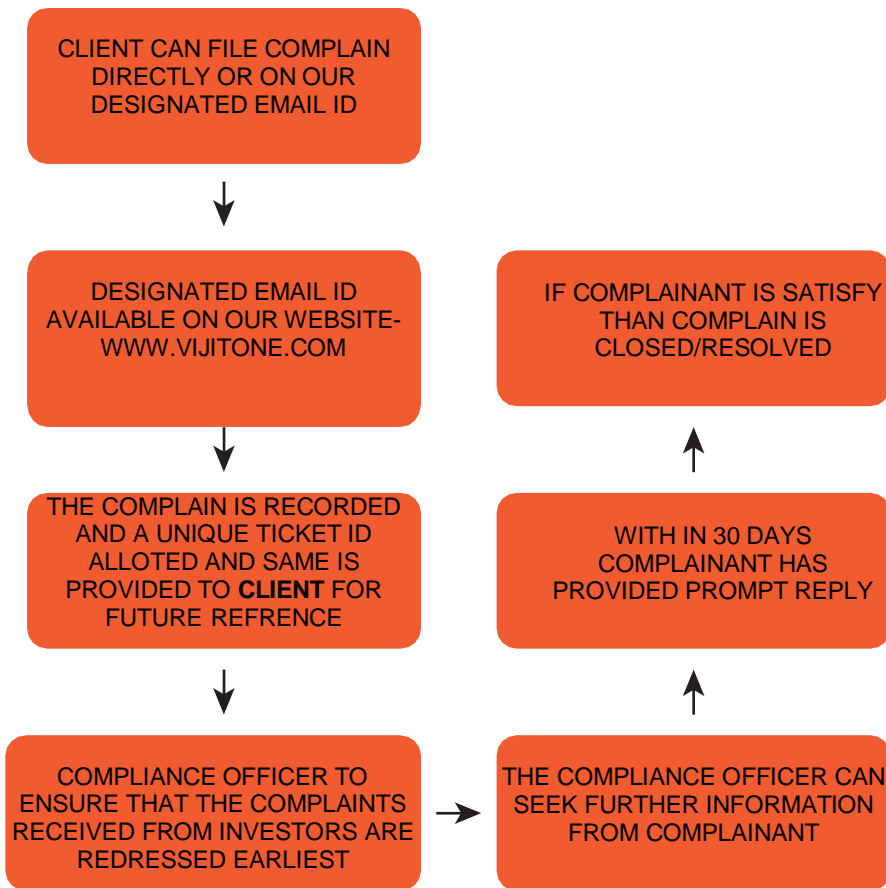 CLIENT CAN FILE COMPLAIN
DIRECTLY OR ON OUR
DESIGNATED EMAIL ID
DESIGNATED EMAIL ID
AVAILABLE ON OUR WEBSITE-
WWW.VIJITONE.COM
THE COMPLAIN IS RECORDED
AND A UNIQUE TICKET ID
ALLOTED AND SAME IS
PROVIDED TO CLIENT FOR
FUTURE REFRENCE
COMPLIANCE OFFICER TO
ENSURE THAT THE COMPLAINTS
RECEIVED FROM INVESTORS ARE
REDRESSED EARLIEST
THE COMPLIANCE OFFICER CAN
SEEK FURTHER INFORMATION
FROM COMPLAINANT
WITH IN 30 DAYS
COMPLAINANT HAS
PROVIDED PROMPT REPLY
IF COMPLAINANT IS SATISFY
THAN COMPLAIN IS
CLOSED/RESOLVED